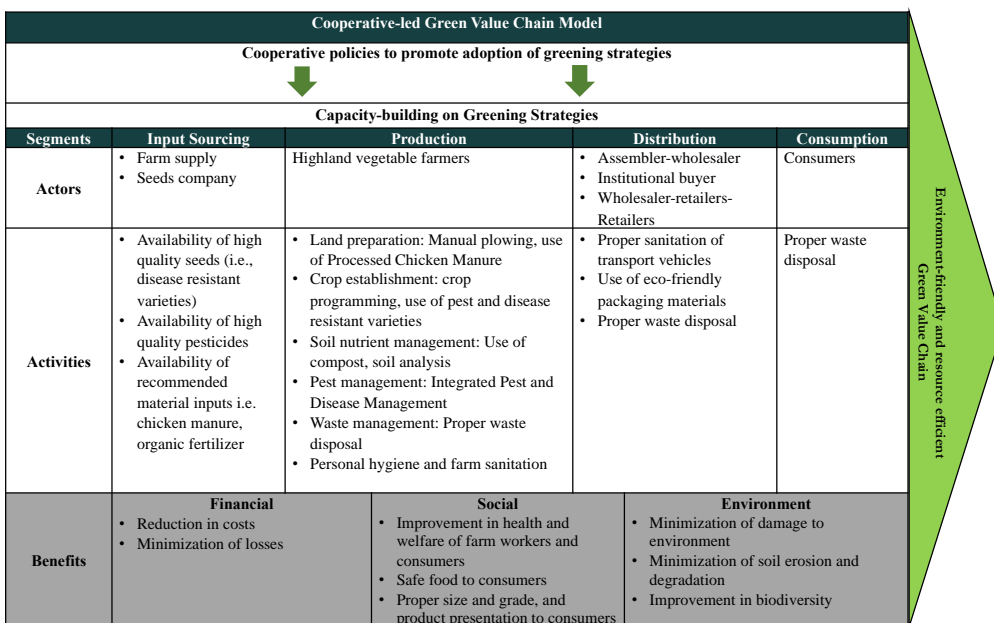 Cooperative-led Green Value Chain Model
Cooperative policies to promote adoption of greening strategies
Capacity-building on Greening Strategies
Segments
Input Sourcing
Production
Distribution
Consumption
Actors
• Farm supply
• Seeds company
Highland vegetable farmers
• Assembler-wholesaler
• Institutional buyer
• Wholesaler-retailers-
Retailers
Consumers
Activities
• Availability of high
quality seeds (i.e.,
disease resistant
varieties)
• Availability of high
quality pesticides
• Availability of
recommended
material inputs i.e.
chicken manure,
organic fertilizer
• Land preparation: Manual plowing, use
of Processed Chicken Manure
• Crop establishment: crop
programming, use of pest and disease
resistant varieties
• Soil nutrient management: Use of
compost, soil analysis
• Pest management: Integrated Pest and
Disease Management
• Waste management: Proper waste
disposal
• Personal hygiene and farm sanitation
• Proper sanitation of
transport vehicles
• Use of eco-friendly
packaging materials
• Proper waste disposal
Proper waste
disposal
Benefits
Financial
• Reduction in costs
• Minimization of losses
Social
• Improvement in health and
welfare of farm workers and
consumers
• Safe food to consumers
• Proper size and grade, and
product presentation to consumers
Environment
• Minimization of damage to
environment
• Minimization of soil erosion and
degradation
• Improvement in biodiversity
Environment-friendly and resource efficient
Green Value Chain